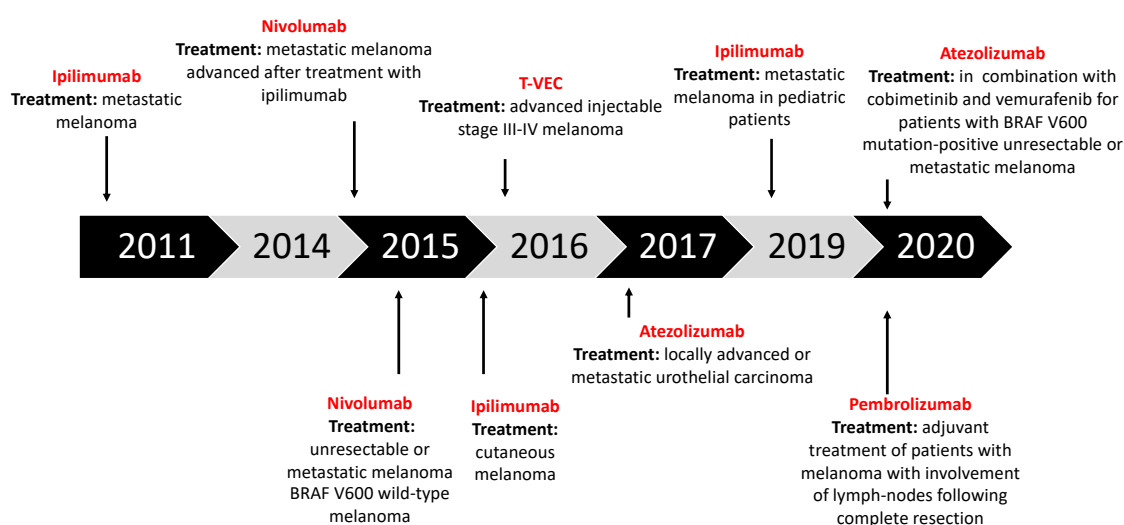 Nivolumab
Treatment: metastatic melanoma
advanced after treatment with
ipilimumab
Ipilimumab
Treatment: metastatic
melanoma
T-VEC
Treatment: advanced injectable
stage III-IV melanoma
Ipilimumab
Treatment: metastatic
melanoma in pediatric
patients
Atezolizumab
Treatment: in combination with
cobimetinib and vemurafenib for
patients with BRAF V600
mutation-positive unresectable or
metastatic melanoma
2011
2014
2015
2016
2017
2019
2020
Nivolumab
Treatment:
unresectable or
metastatic melanoma
BRAF V600 wild-type
melanoma
Ipilimumab
Treatment:
cutaneous
melanoma
Atezolizumab
Treatment: locally advanced or
metastatic urothelial carcinoma
Pembrolizumab
Treatment: adjuvant
treatment of patients with
melanoma with involvement
of lymph-nodes following
complete resection